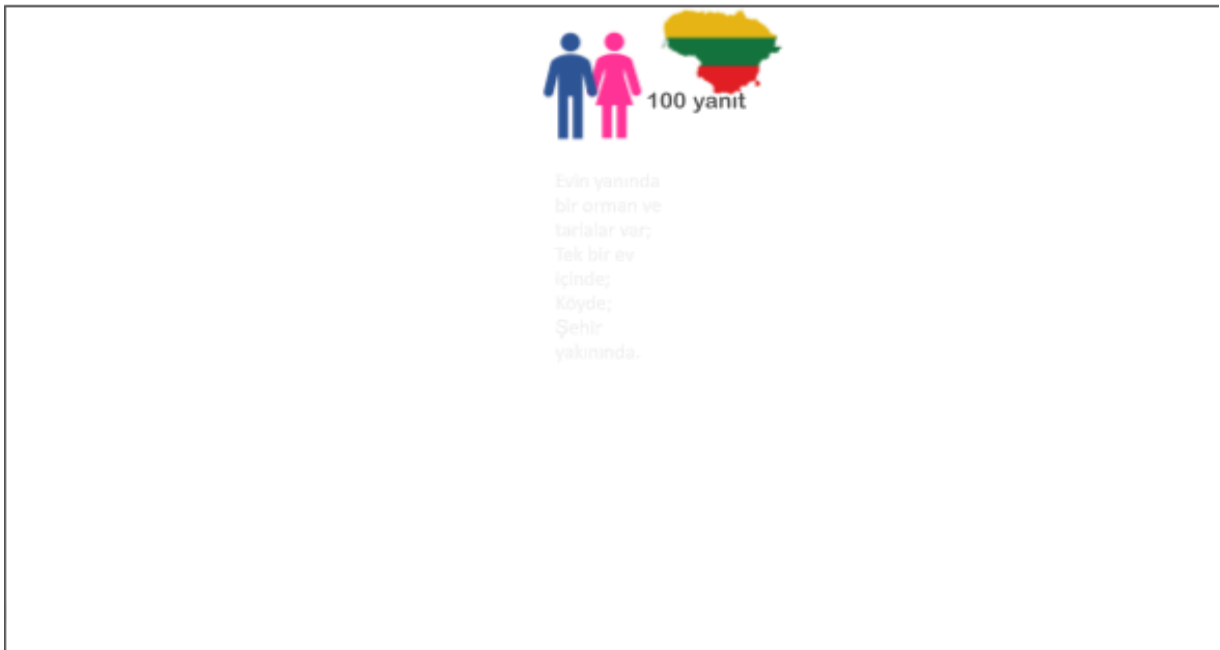 100 yanıt
Evin yanında
bir orman ve
tarlalar var;
Tek bir ev
içinde;
Köyde;
Şehir
yakınında.